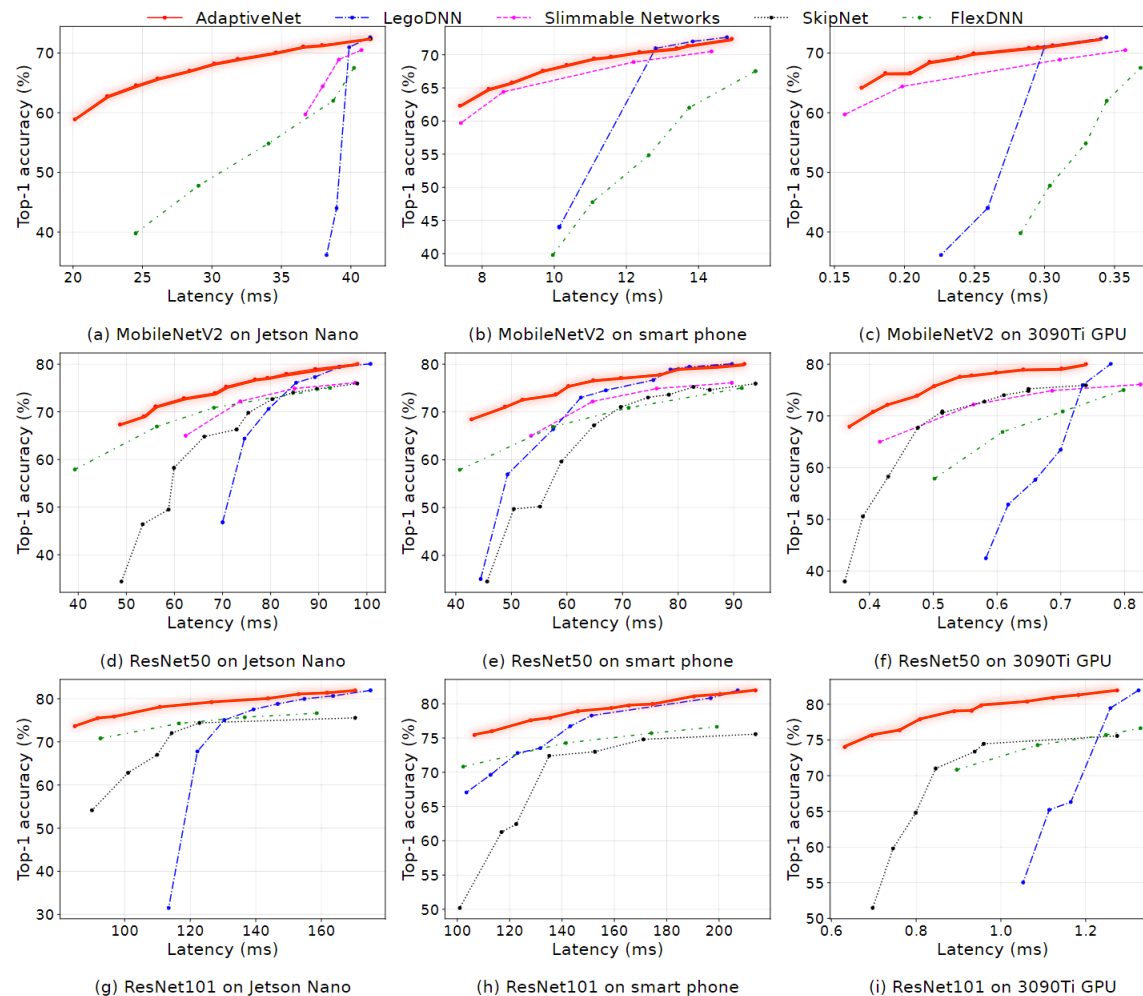 AdaptiveNet LegoDNN Slimmable Networks SkipNet FlexDNN
Top-1 accuracy (%)
70
60
50
40
20 25 30 35 40
Latency (ms)
(a) MobileNetV2 on Jetson Nano
Top-1 accuracy (%)
70
65
60
55
50
45
40
8 10 12 14
Latency (ms)
(b) MobileNetV2 on smart phone
Top-1 accuracy (%)
70
60
50
40
0.15 0.20 0.25 0.30 0.35
Latency (ms)
(c) MobileNetV2 on 3090Ti GPU
Top-1 accuracy (%)
80
70
60
50
40
40 50 60 70 80 90 100
Latency (ms)
(d) ResNet50 on Jetson Nano
Top-1 accuracy (%)
80
70
60
50
40
40 50 60 70 80 90
Latency (ms)
(e) ResNet50 on smart phone
Top-1 accuracy (%)
80
75
70
65
60
55
50
45
40
0.4 0.5 0.6 0.7 0.8
Latency (ms)
(f) ResNet50 on 3090Ti GPU
Top-1 accuracy (%)
80
70
60
50
40
30
100 120 140 160
Latency (ms)
(g) ResNet101 on Jetson Nano
Top-1 accuracy (%)
80
75
70
65
60
55
50
100 120 140 160 180 200
Latency (ms)
(h) ResNet101 on smart phone
Top-1 accuracy (%)
80
75
70
65
60
55
50
0.6 0.8 1.0 1.2
Latency (ms)
(i) ResNet101 on 3090Ti GPU